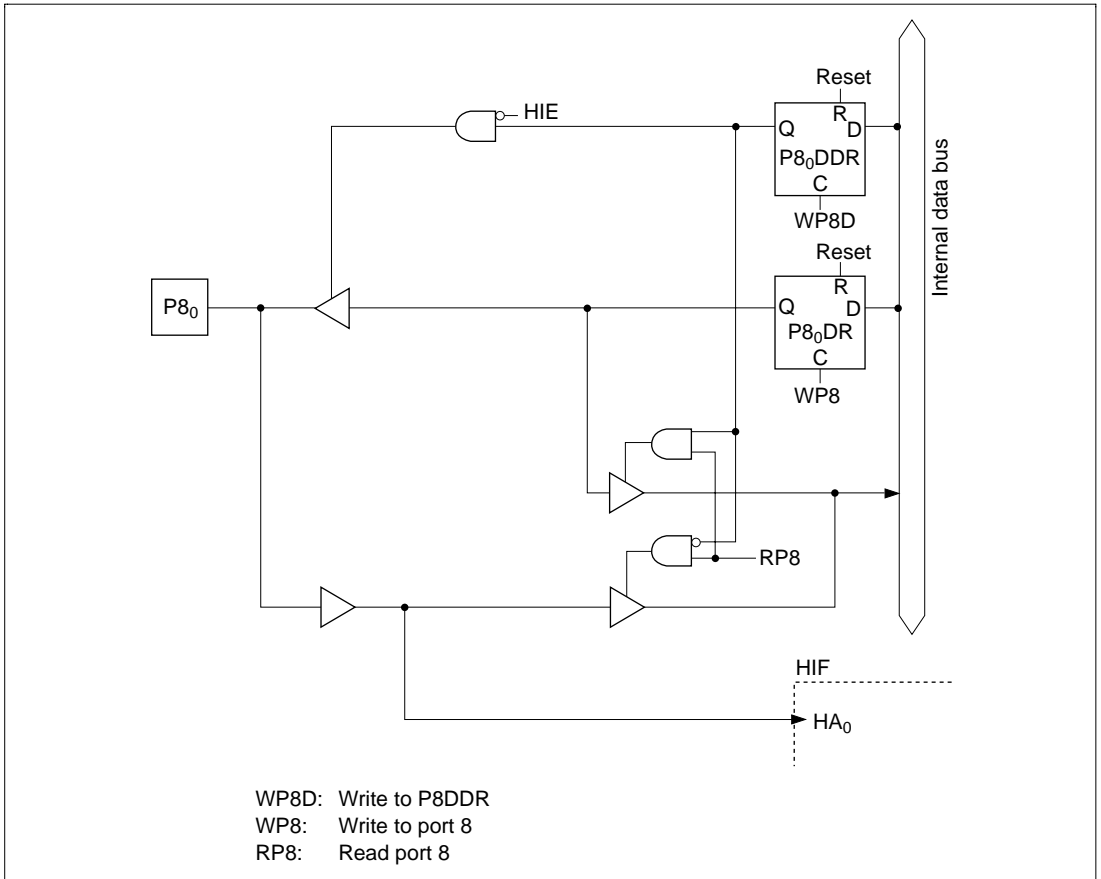 Reset
HIE
R
Q
D
P8₀DDR
C
WP8D
Reset
R
P8₀
Q
D
P8₀DR
C
WP8
Internal data bus
RP8
HIF
HA₀
WP8D: Write to P8DDR
WP8: Write to port 8
RP8: Read port 8